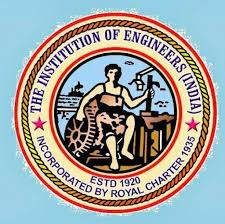 THE INSTITUTION OF ENGINEERS (INDIA)
ESTD 1920
INCORPORATED BY ROYAL CHARTER 1935